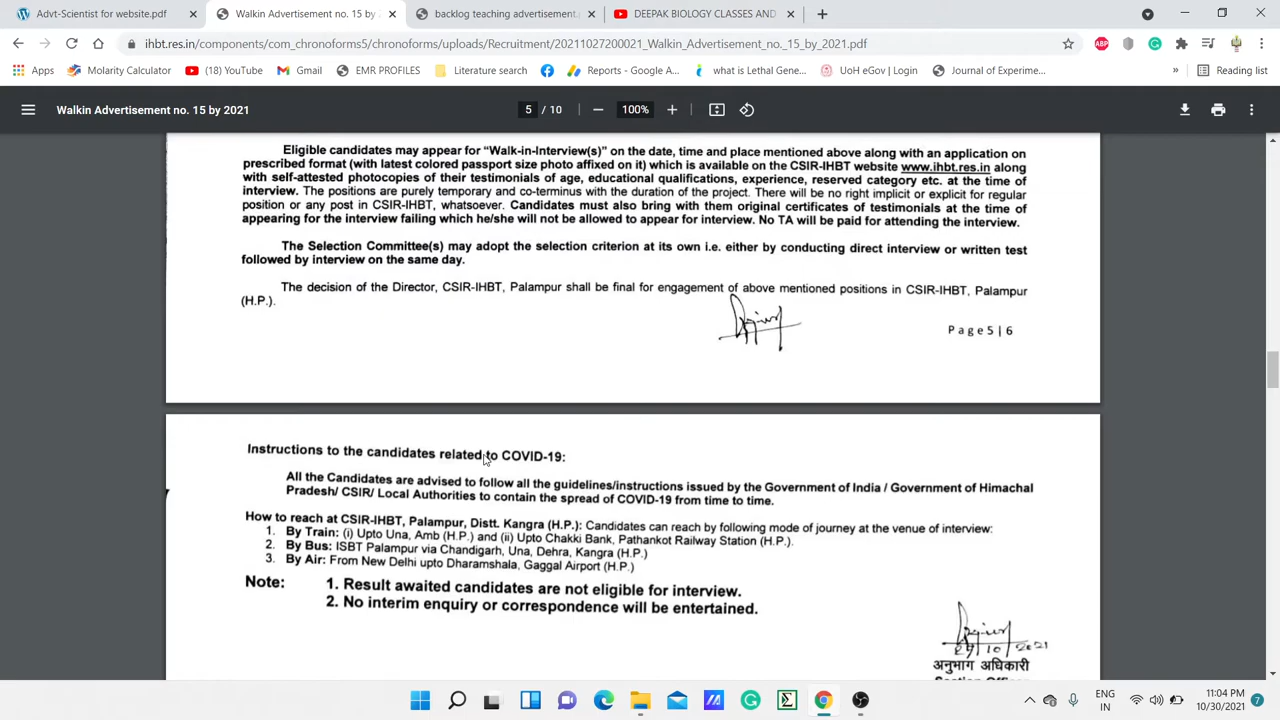 Advt-Scientist for website.pdf
Walkin Advertisement no. 15 by 2
backlog teaching advertisement.p
DEEPAK BIOLOGY CLASSES AND
ihbt.res.in/components/com_chronoforms5/chronoforms/uploads/Recruitment/20211027200021_Walkin_Advertisement_no._15_by_2021.pdf
ABP
Apps
Molarity Calculator
(18) YouTube
Gmail
EMR PROFILES
Literature search
Reports - Google A...
what is Lethal Gene...
UoH eGov | Login
Journal of Experime...
»
Reading list
Walkin Advertisement no. 15 by 2021
5 / 10
100%
Eligible candidates may appear for "Walk-in-Interview(s)" on the date, time and place mentioned above along with an application on
prescribed format (with latest colored passport size photo affixed on it) which is available on the CSIR-IHBT website www.ihbt.res.in along
with self-attested photocopies of their testimonials of age, educational qualifications, experience, reserved category etc. at the time of
interview. The positions are purely temporary and co-terminus with the duration of the project. There will be no right implicit or explicit for regular
position or any post in CSIR-IHBT, whatsoever. Candidates must also bring with them original certificates of testimonials at the time of
appearing for the interview failing which he/she will not be allowed to appear for interview. No TA will be paid for attending the interview.
The Selection Committee(s) may adopt the selection criterion at its own i.e. either by conducting direct interview or written test
followed by interview on the same day.
The decision of the Director, CSIR-IHBT, Palampur shall be final for engagement of above mentioned positions in CSIR-IHBT, Palampur
(H.P.).
Page 5 | 6
Instructions to the candidates related to COVID-19:
All the Candidates are advised to follow all the guidelines/instructions issued by the Government of India / Government of Himachal
Pradesh/ CSIR/ Local Authorities to contain the spread of COVID-19 from time to time.
How to reach at CSIR-IHBT, Palampur, Distt. Kangra (H.P.): Candidates can reach by following mode of journey at the venue of interview:
1. By Train: (i) Upto Una, Amb (H.P.) and (ii) Upto Chakki Bank, Pathankot Railway Station (H.P.).
2. By Bus: ISBT Palampur via Chandigarh, Una, Dehra, Kangra (H.P.)
3. By Air: From New Delhi upto Dharamshala, Gaggal Airport (H.P.)
Note: 1. Result awaited candidates are not eligible for interview.
2. No interim enquiry or correspondence will be entertained.
27/10/2021
अनुभाग अधिकारी
ENG
IN
11:04 PM
10/30/2021
7